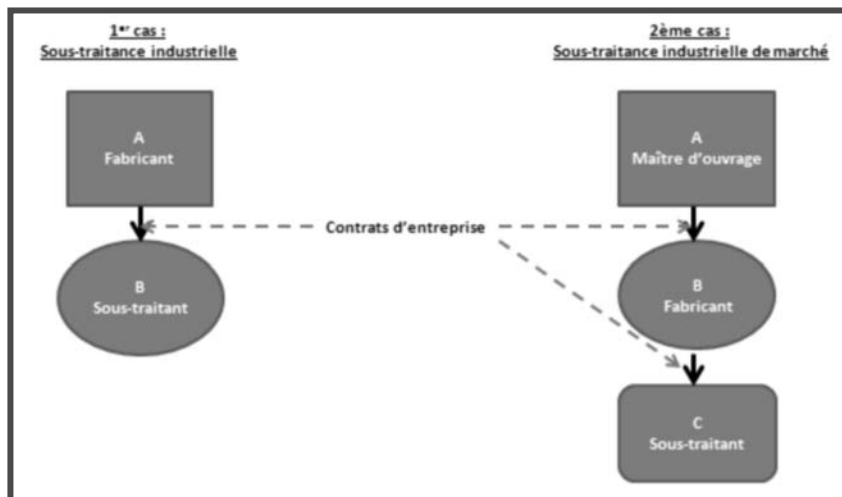 1er cas :
Sous-traitance industrielle
A
Fabricant
B
Sous-traitant
Contrats d'entreprise
2ème cas :
Sous-traitance industrielle de marché
A
Maître d'ouvrage
B
Fabricant
C
Sous-traitant